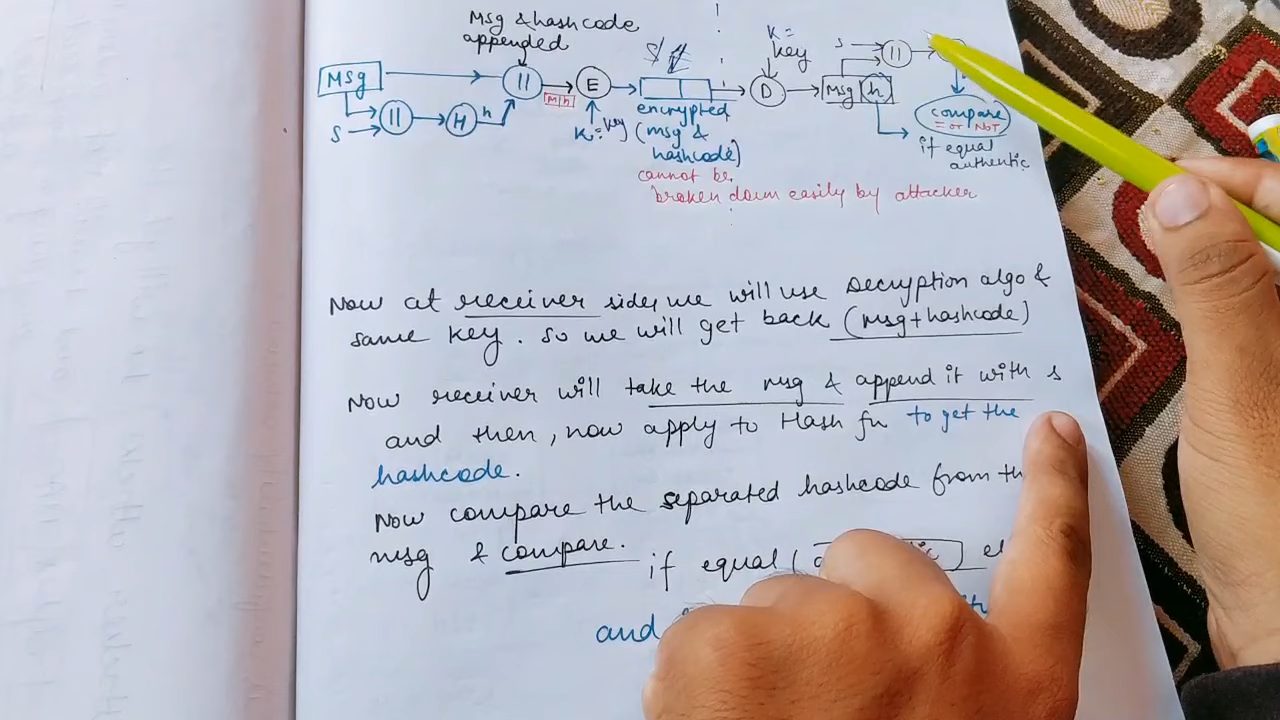 Msg & hashcode
appended
Msg
S
||
H
h
||
M h
E
K = key
S
encrypted
(msg &
hashcode)
cannot be
broken down easily by attacker
K =
key
D
Msg h
S
||
compare
= or NOT
if equal
authentic
Now at receiver side, we will use Decryption algo &
same key. So we will get back (msg+hashcode)
Now receiver will take the msg & append it with s
and then, now apply to Hash fn to get the
hashcode.
Now compare the separated hashcode from
msg & compare. if equal (
and